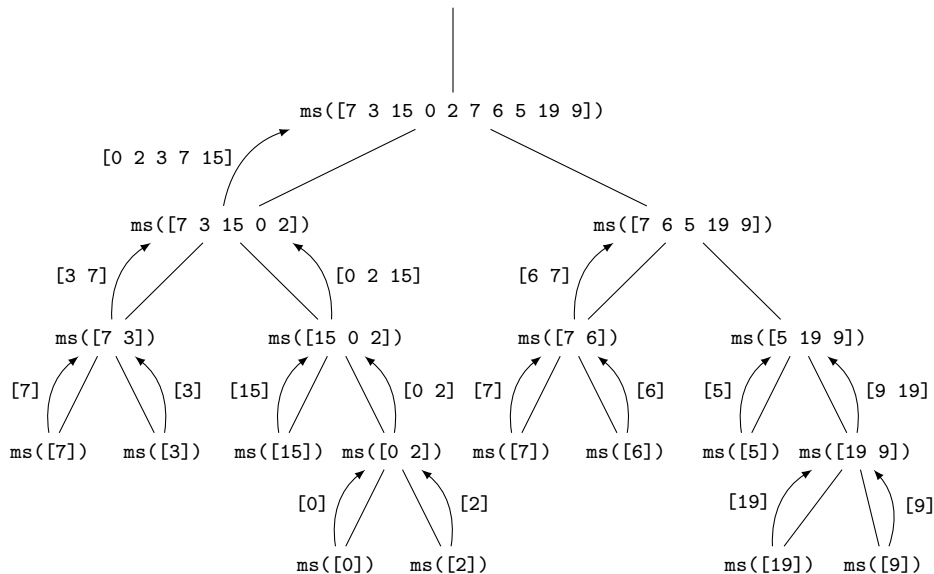 ms([7 3 15 0 2 7 6 5 19 9])
[0 2 3 7 15]
ms([7 3 15 0 2])
ms([7 6 5 19 9])
[3 7]
[0 2 15]
[6 7]
ms([7 3])
ms([15 0 2])
ms([7 6])
ms([5 19 9])
[7]
[3]
[15]
[0 2]
[7]
[6]
[5]
[9 19]
ms([7])
ms([3])
ms([15])
ms([0 2])
ms([7])
ms([6])
ms([5])
ms([19 9])
[0]
[2]
[19]
[9]
ms([0])
ms([2])
ms([19])
ms([9])